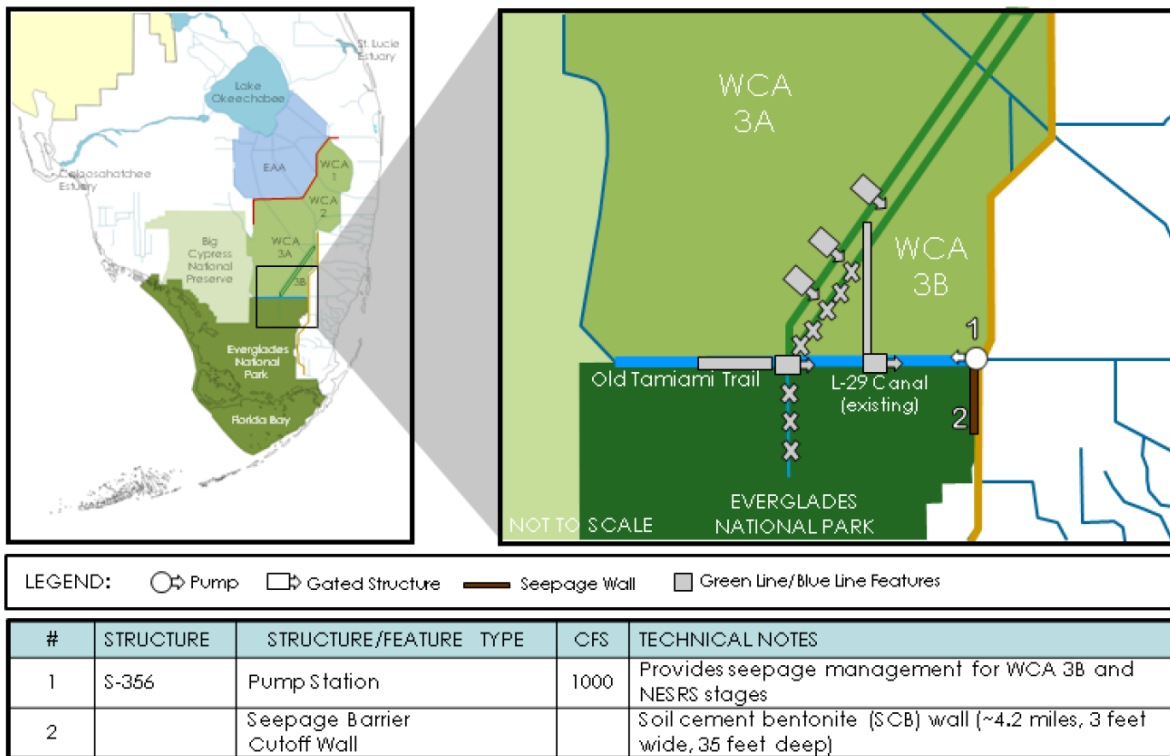 St. Lucie
Estuary
Lake
Okeechobee
EAA
WCA
1
WCA
2
Caloosahatchee
Estuary
Big
Cypress
National
Preserve
WCA
3A
3B
Everglades
National
Park
Florida Bay
WCA
3A
WCA
3B
1
Old Tamiami Trail
L-29 Canal
(existing)
2
EVERGLADES
NATIONAL PARK
NOT TO SCALE
LEGEND: Pump Gated Structure Seepage Wall Green Line/Blue Line Features
# STRUCTURE STRUCTURE/FEATURE TYPE CFS TECHNICAL NOTES
1 S-356 Pump Station 1000 Provides seepage management for WCA 3B and
NESRS stages
2 Seepage Barrier
Cutoff Wall
Soil cement bentonite (SCB) wall (~4.2 miles, 3 feet
wide, 35 feet deep)